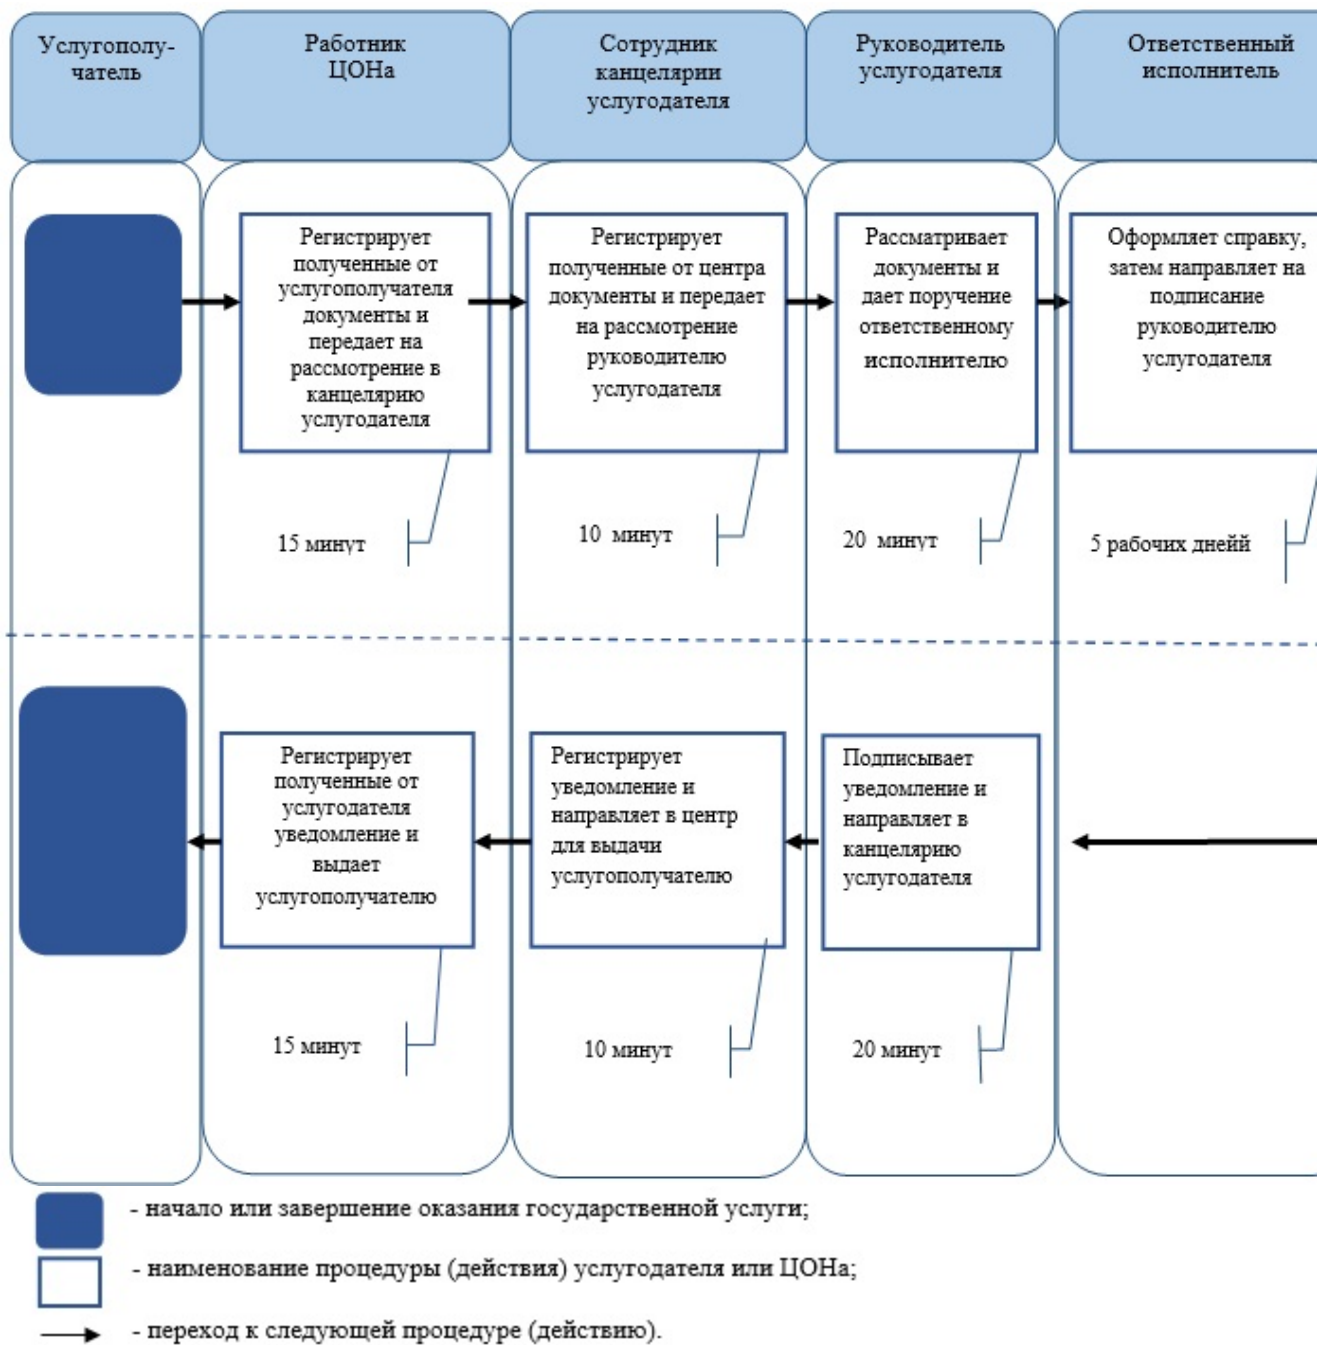 Услугополу-
чатель
Работник
ЦОНа
Сотрудник
канцелярии
услугодателя
Руководитель
услугодателя
Ответственный
исполнитель
Регистрирует
полученные от
услугополучателя
документы и
передает на
рассмотрение в
канцелярию
услугодателя
Регистрирует
полученные от центра
документы и передает
на рассмотрение
руководителю
услугодателя
Рассматривает
документы и
дает поручение
ответственному
исполнителю
Оформляет справку,
затем направляет на
подписание
руководителю
услугодателя
15 минут
10 минут
20 минут
5 рабочих днейй
Регистрирует
полученные от
услугодателя
уведомление и
выдает
услугополучателю
Регистрирует
уведомление и
направляет в центр
для выдачи
услугополучателю
Подписывает
уведомление и
направляет в
канцелярию
услугодателя
15 минут
10 минут
20 минут
- начало или завершение оказания государственной услуги;
- наименование процедуры (действия) услугодателя или ЦОНа;
- переход к следующей процедуре (действию).